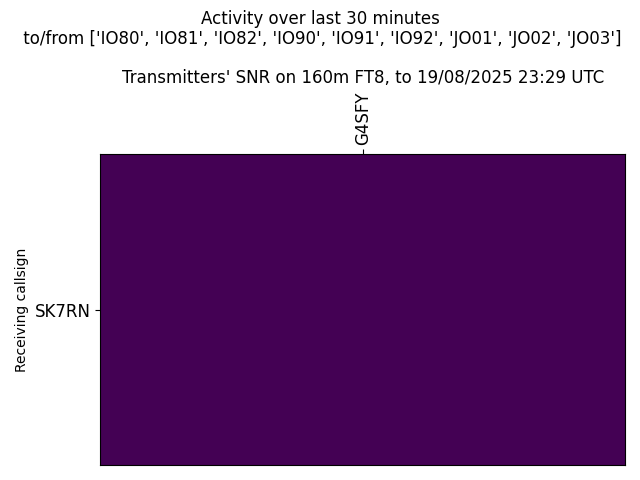 Activity over last 30 minutes
to/from ['IO80', 'IO81', 'IO82', 'IO90', 'IO91', 'IO92', 'JO01', 'JO02', 'JO03']
Transmitters' SNR on 160m FT8, to 19/08/2025 23:29 UTC
G4SFY
Receiving callsign
SK7RN